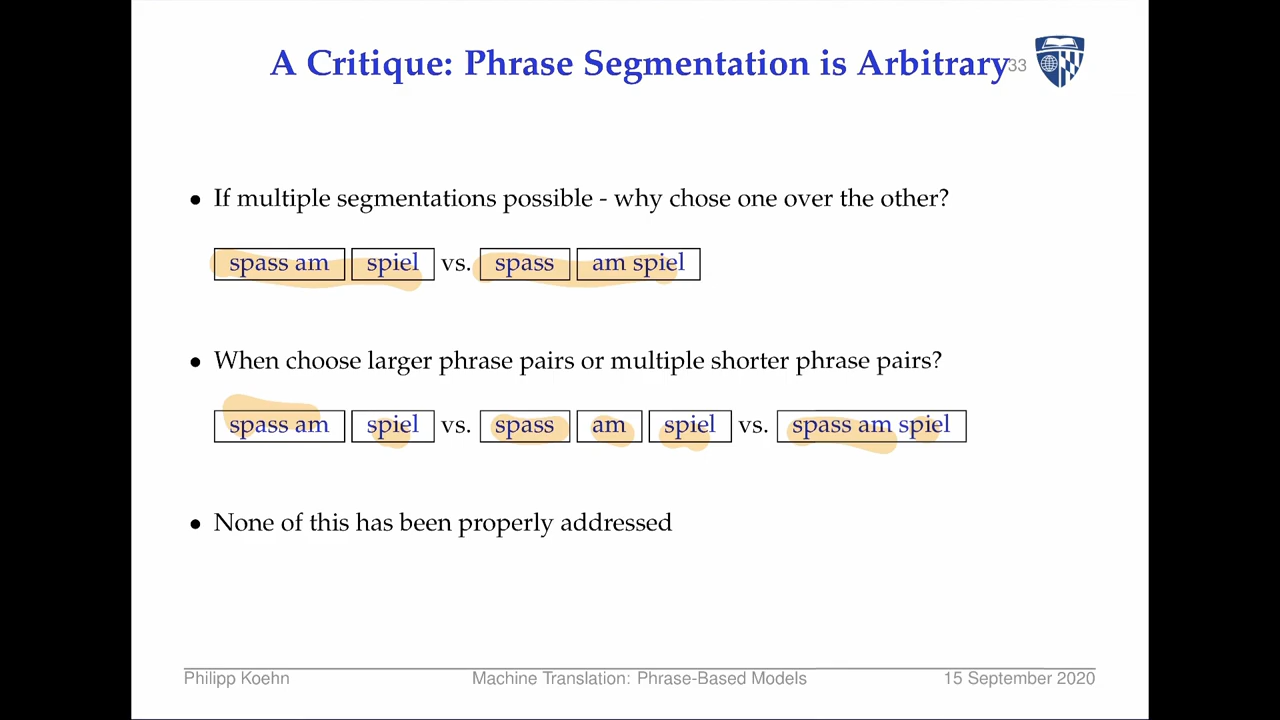 A Critique: Phrase Segmentation is Arbitrary 33
• If multiple segmentations possible - why chose one over the other?
spass am spiel vs. spass am spiel
• When choose larger phrase pairs or multiple shorter phrase pairs?
spass am spiel vs. spass am spiel vs. spass am spiel
• None of this has been properly addressed
Philipp Koehn Machine Translation: Phrase-Based Models 15 September 2020